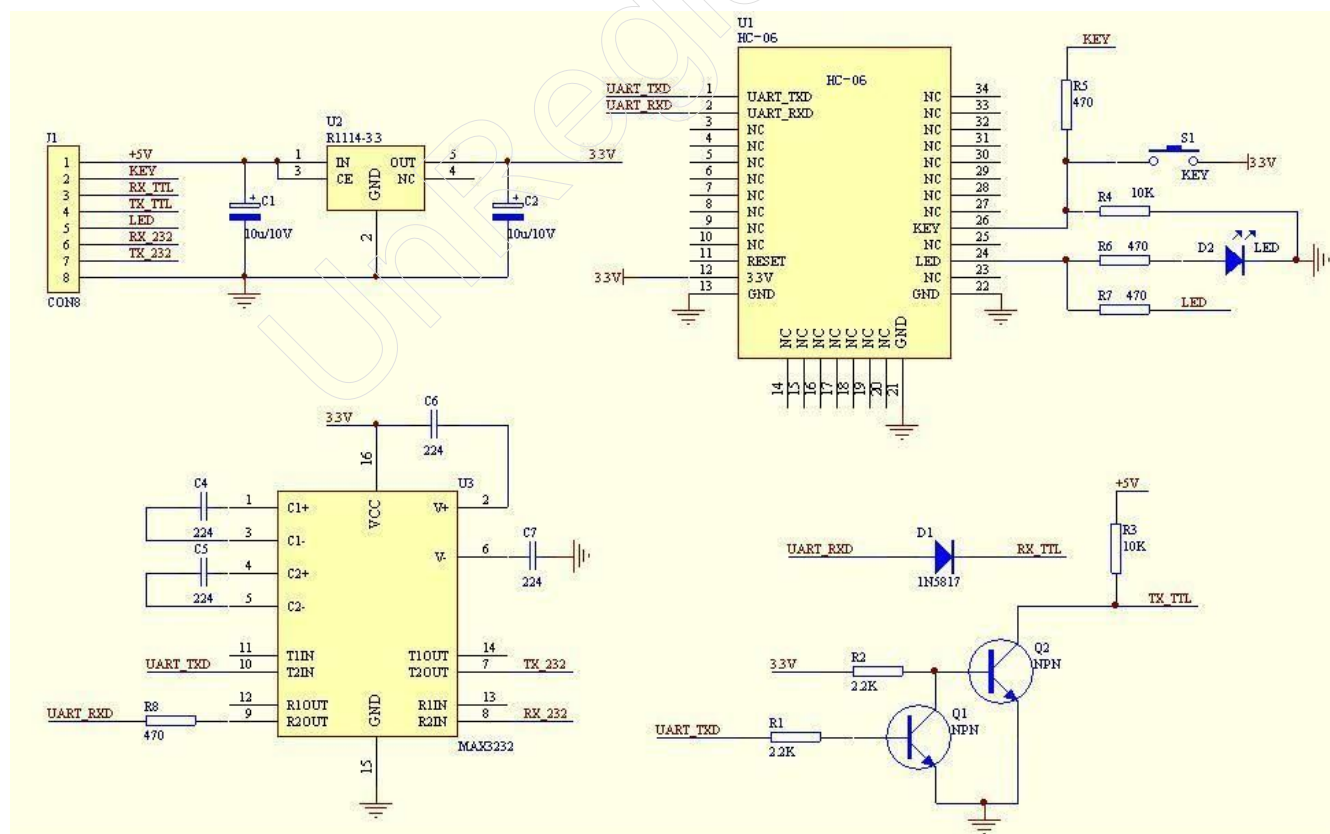 J1
1 +5V
2 KEY
3 RX_TTL
4 TX_TTL
5 LED
6 RX_232
7 TX_232
8
CON8
U2
R1114-33
1 IN OUT 5
3 CE NC 4
GND
2
3.3V
C1
10u/10V
C2
10u/10V
UnRegi
U1
HC-06
HC-06
UART_TXD 1 UART_TXD NC 34
UART_RXD 2 UART_RXD NC 33
3 NC NC 32
4 NC NC 31
5 NC NC 30
6 NC NC 29
7 NC NC 28
8 NC NC 27
9 NC KEY 26
10 NC NC 25
11 RESET LED 24
3.3V 12 3.3V NC 23
13 GND GND 22
NC NC NC NC NC NC NC GND
14 15 16 17 18 19 20 21
KEY
R5
470
S1
KEY
3.3V
R4 10K
R6 470
D2 LED
R7 470 LED
3.3V
C6
224
16
VCC
U3
C4
224
1 C1+ V+ 2
3 C1-
C5
224
4 C2+ V- 6
5 C2-
C7
224
11 T1IN T1OUT 14
UART_TXD 10 T2IN T2OUT 7 TX_232
12 R1OUT R1IN 13
UART_RXD R8 9 R2OUT R2IN 8 RX_232
470
GND
15
MAX3232
UART_RXD D1 RX_TTL
1N5817
+5V
R3
10K
TX_TTL
3.3V R2
2.2K
Q2
NPN
UART_TXD R1
2.2K
Q1
NPN